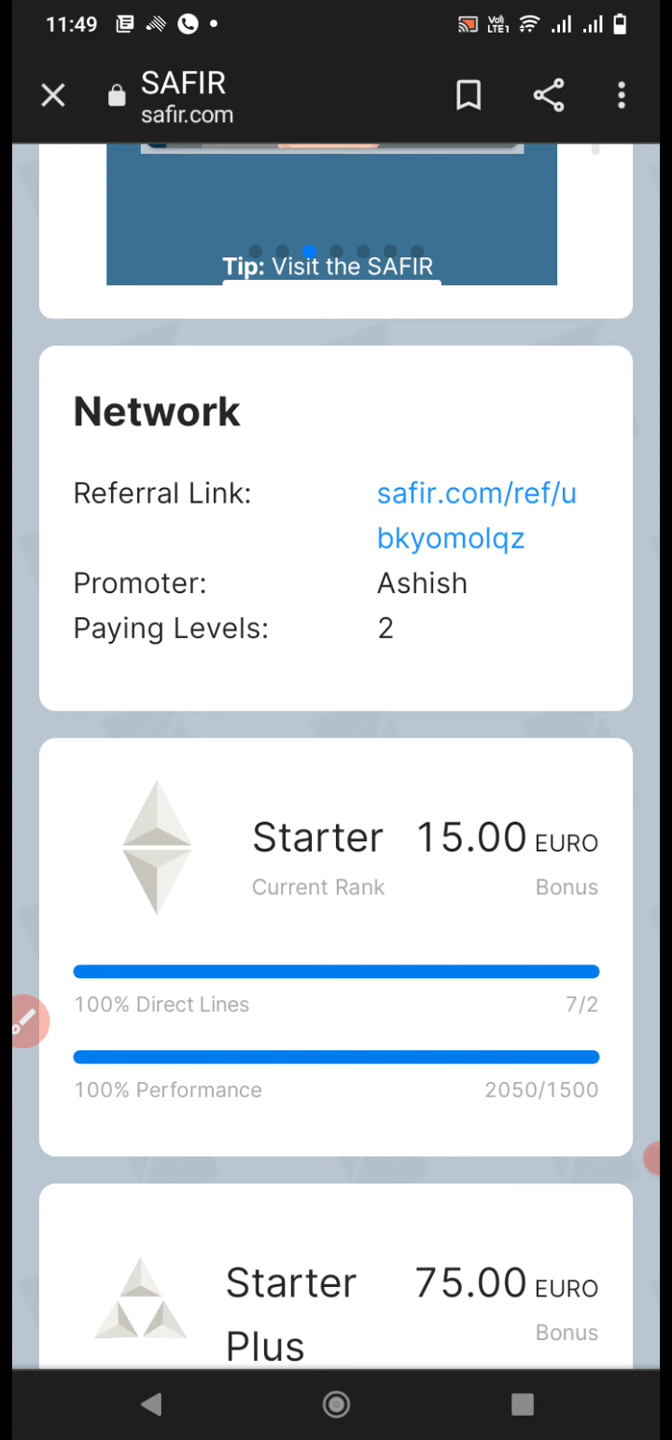 11:49
Vo)
LTE1
SAFIR
safir.com
Tip: Visit the SAFIR
Network
Referral Link: safir.com/ref/u
bkyomolqz
Promoter: Ashish
Paying Levels: 2
Starter 15.00 EURO
Current Rank Bonus
100% Direct Lines 7/2
100% Performance 2050/1500
Starter 75.00 EURO
Plus Bonus